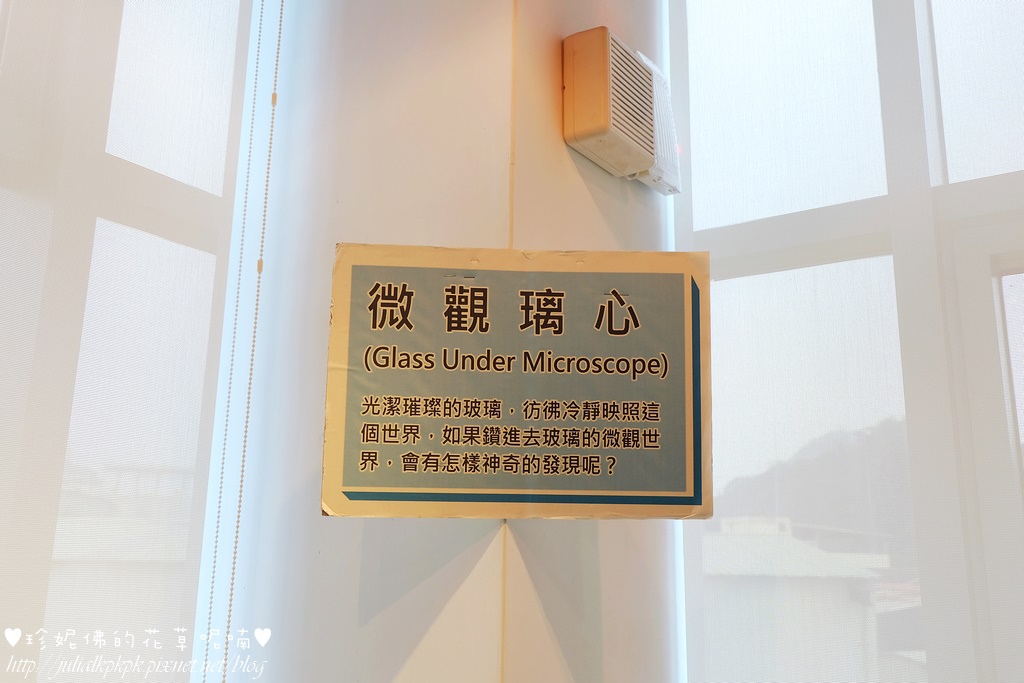 微觀璃心
(Glass Under Microscope)
光潔璀璨的玻璃，彷彿冷靜映照這
個世界，如果鑽進去玻璃的微觀世
界，會有怎樣神奇的發現呢？
♥珍妮佛的花草呢喃♥
http://julialkpkpk.pixnet.net/blog